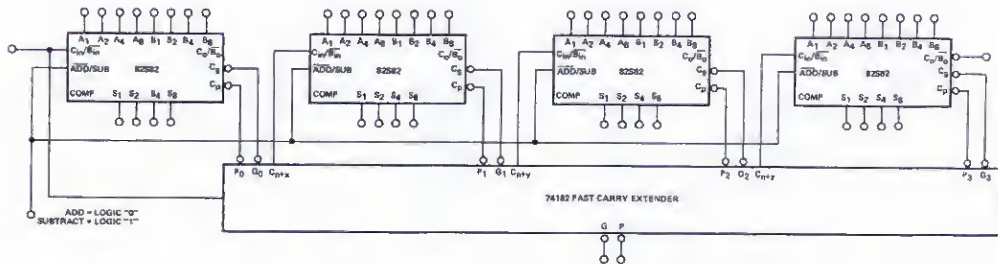 A1 A2 A4 A8 B1 B2 B4 B8
Cin/Bin Co/Bo
ADD/SUB 82S82 Cg
Cp
COMP S1 S2 S4 S8
A1 A2 A4 A8 B1 B2 B4 B8
Cin/Bin Co/Bo
ADD/SUB 82S82 Cg
Cp
COMP S1 S2 S4 S8
A1 A2 A4 A8 B1 B2 B4 B8
Cin/Bin Co/Bo
ADD/SUB 82S82 Cg
Cp
COMP S1 S2 S4 S8
A1 A2 A4 A8 B1 B2 B4 B8
Cin/Bin Co/Bo
ADD/SUB 82S82 Cg
Cp
COMP S1 S2 S4 S8
P0 G0 Cn+x P1 G1 Cn+y P2 G2 Cn+z P3 G3
74182 FAST CARRY EXTENDER
ADD = LOGIC "0"
SUBTRACT = LOGIC "1"
G P